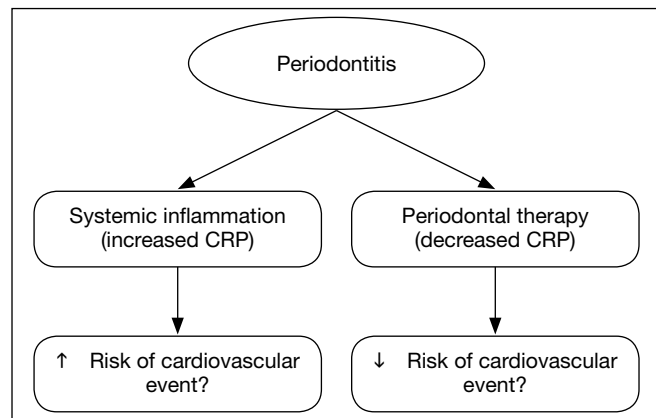 Periodontitis
Systemic inflammation
(increased CRP)
Periodontal therapy
(decreased CRP)
↑ Risk of cardiovascular
event?
↓ Risk of cardiovascular
event?